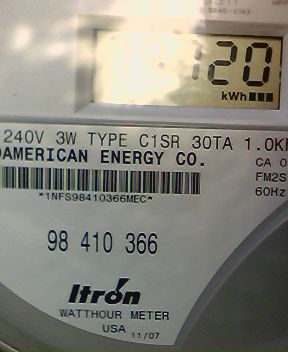 20
kWh
240V 3W TYPE C1SR 30TA 1.0K
AMERICAN ENERGY CO.
CA 0
FM2S
60Hz
*1NFS98410366MEC*
98 410 366
Itron
WATTHOUR METER
USA 11/07